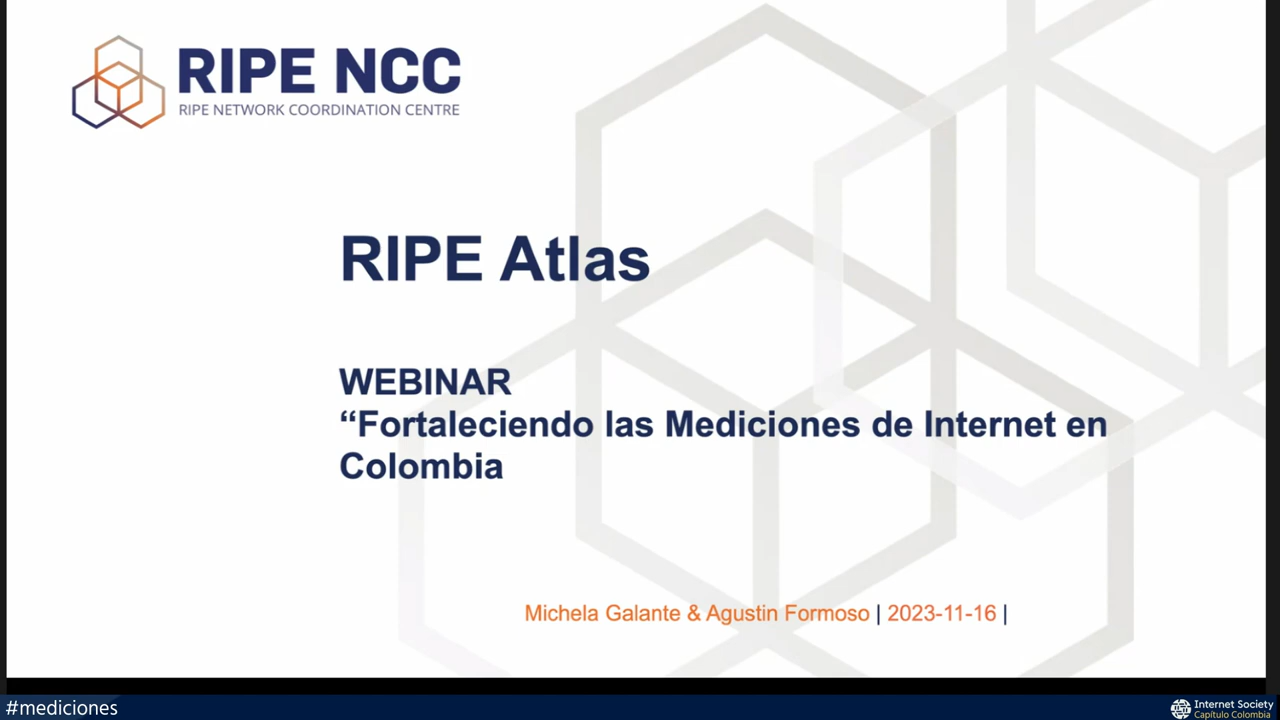 RIPE NCC
RIPE NETWORK COORDINATION CENTRE
RIPE Atlas
WEBINAR
“Fortaleciendo las Mediciones de Internet en
Colombia
Michela Galante & Agustin Formoso | 2023-11-16 |
#mediciones
Internet Society
Capítulo Colombia